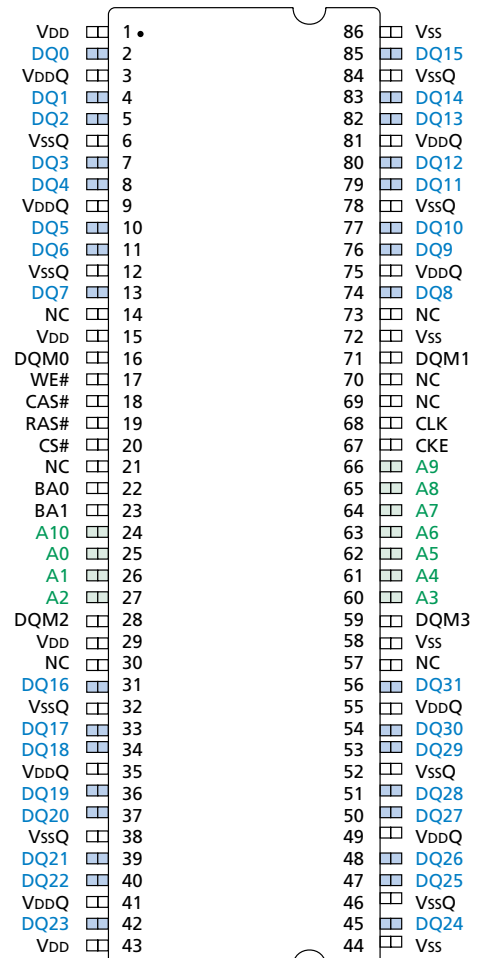 VDD 1 86 Vss
DQ0 2 85 DQ15
VDDQ 3 84 VssQ
DQ1 4 83 DQ14
DQ2 5 82 DQ13
VssQ 6 81 VDDQ
DQ3 7 80 DQ12
DQ4 8 79 DQ11
VDDQ 9 78 VssQ
DQ5 10 77 DQ10
DQ6 11 76 DQ9
VssQ 12 75 VDDQ
DQ7 13 74 DQ8
NC 14 73 NC
VDD 15 72 Vss
DQM0 16 71 DQM1
WE# 17 70 NC
CAS# 18 69 NC
RAS# 19 68 CLK
CS# 20 67 CKE
NC 21 66 A9
BA0 22 65 A8
BA1 23 64 A7
A10 24 63 A6
A0 25 62 A5
A1 26 61 A4
A2 27 60 A3
DQM2 28 59 DQM3
VDD 29 58 Vss
NC 30 57 NC
DQ16 31 56 DQ31
VssQ 32 55 VDDQ
DQ17 33 54 DQ30
DQ18 34 53 DQ29
VDDQ 35 52 VssQ
DQ19 36 51 DQ28
DQ20 37 50 DQ27
VssQ 38 49 VDDQ
DQ21 39 48 DQ26
DQ22 40 47 DQ25
VDDQ 41 46 VssQ
DQ23 42 45 DQ24
VDD 43 44 Vss